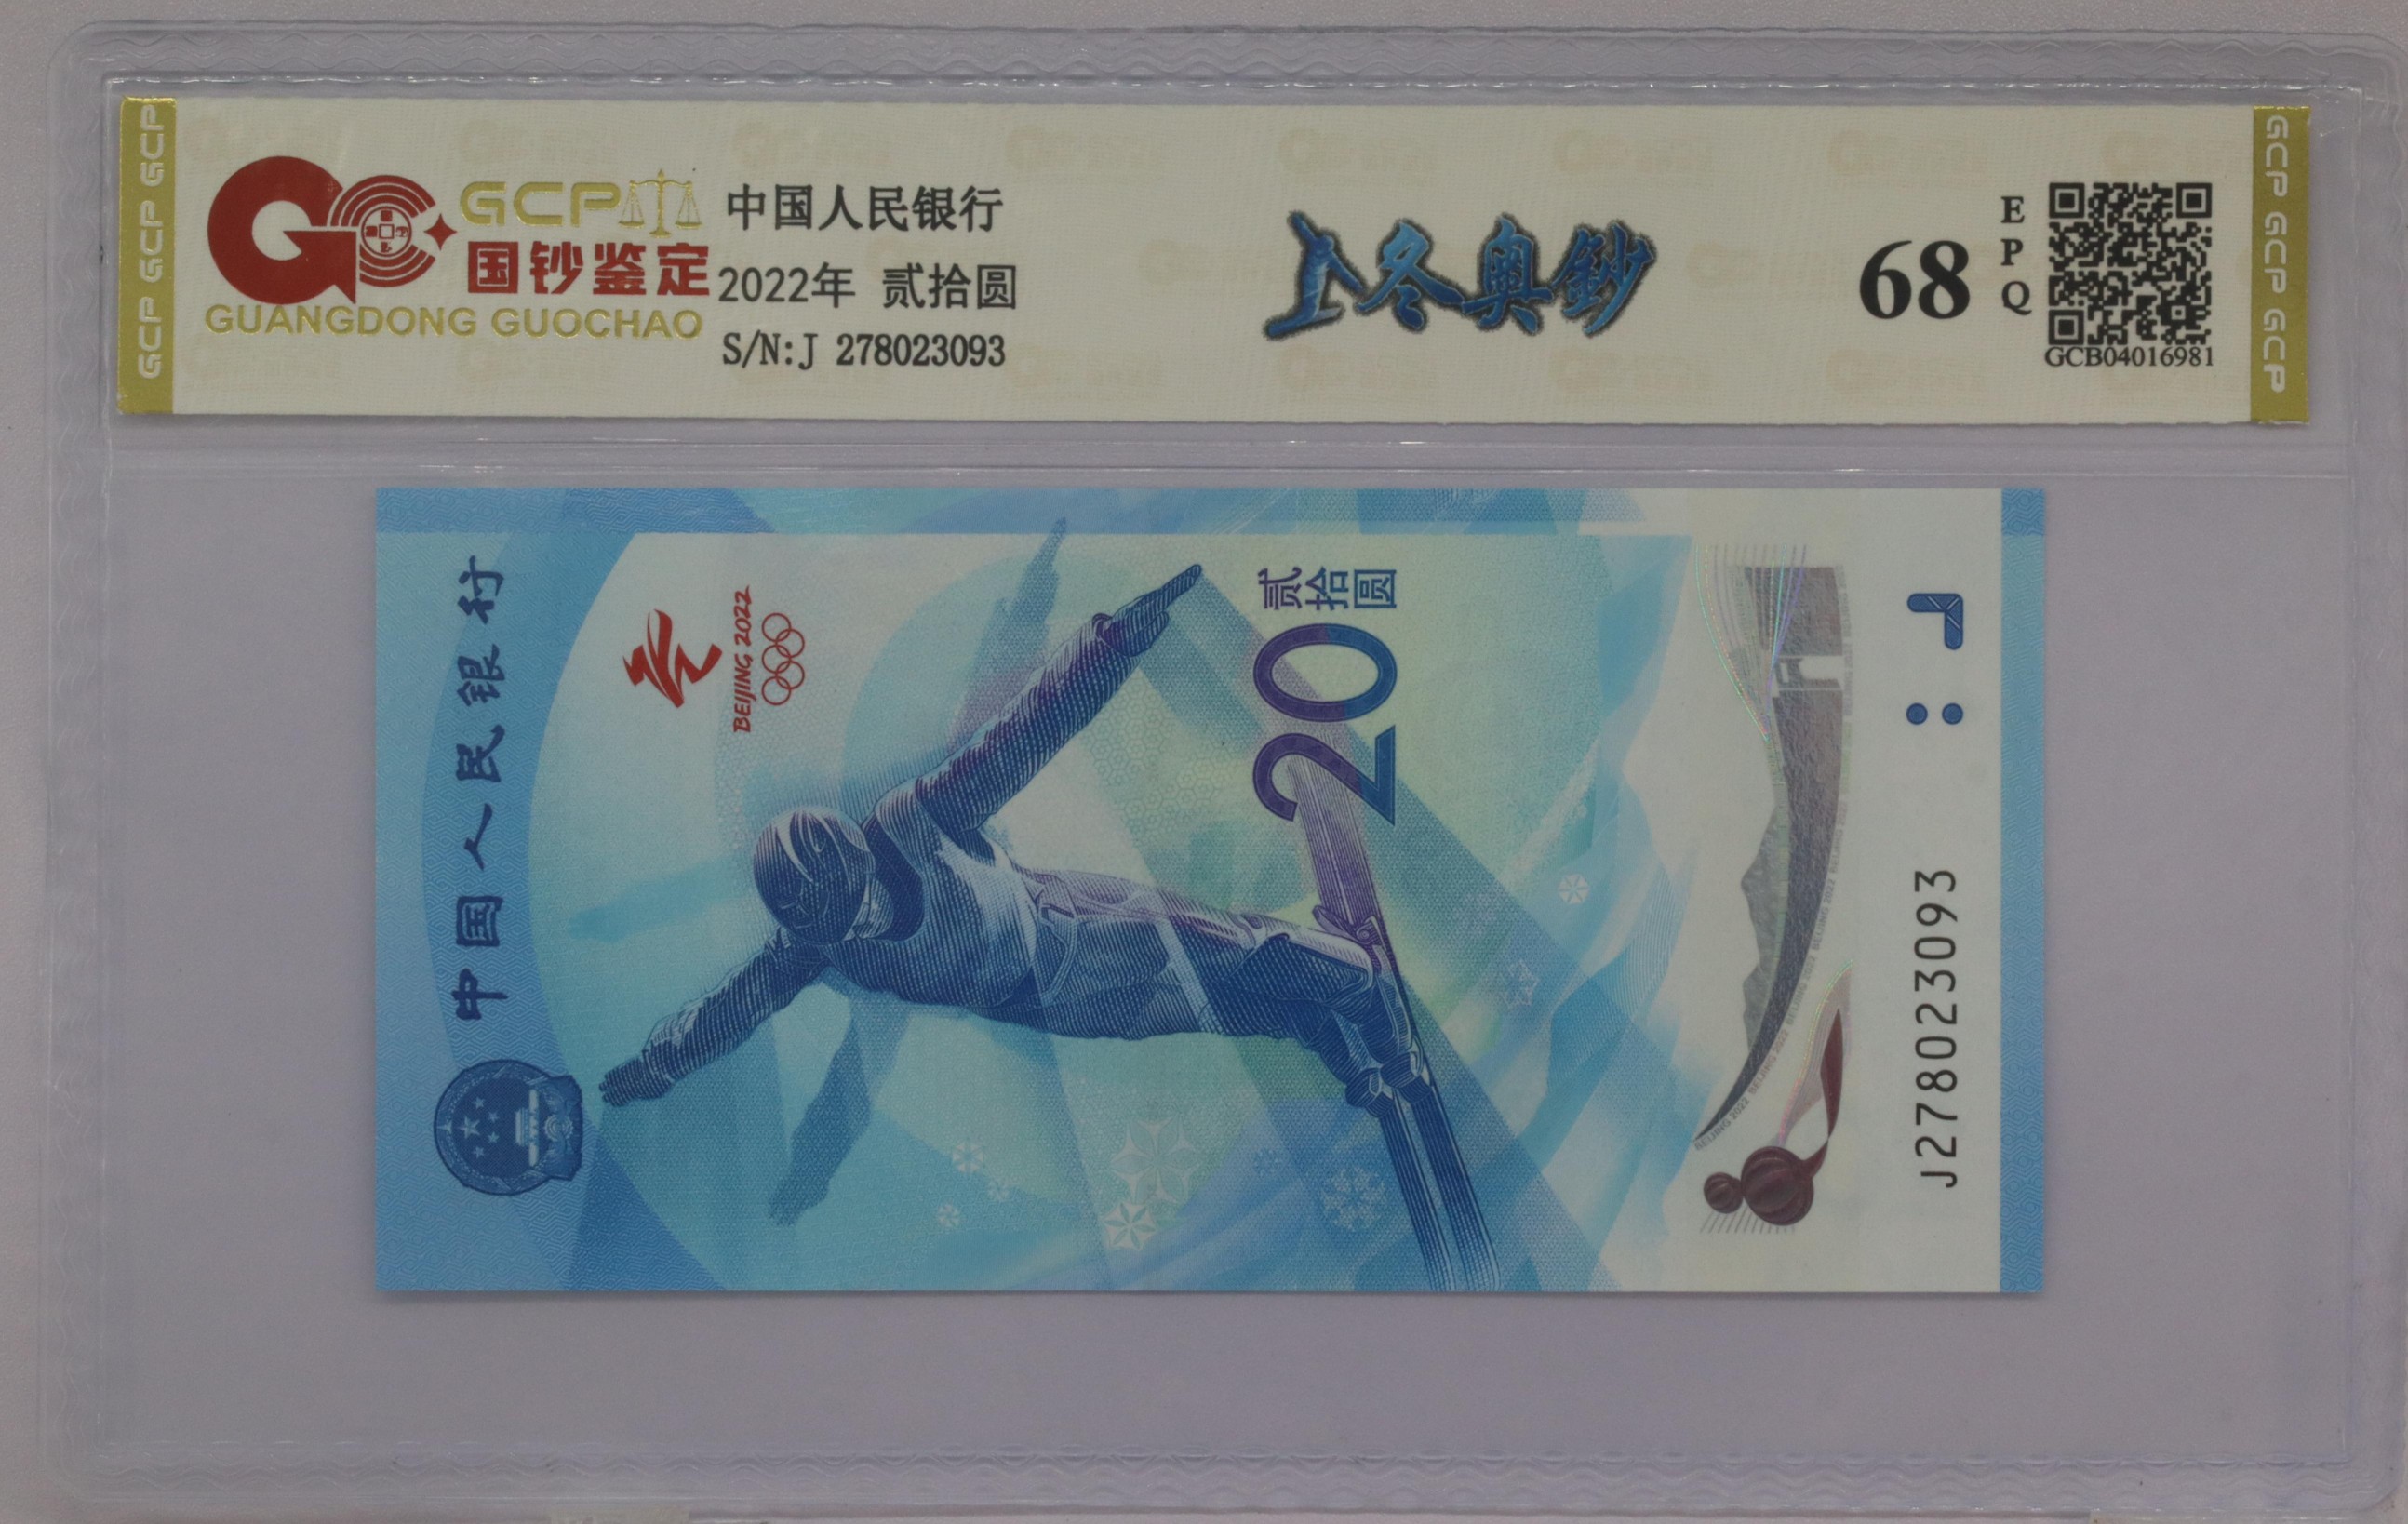 GCP GCP GCP
GCP
国钞鉴定
GUANGDONG GUOCHAO
中国人民银行
2022年 贰拾圆
S/N:J 278023093
冬奥鈔
68
EPQ
GCB04016981
GCP GCP GCP
中国人民银行
BEIJING 2022
贰拾圆
20
J278023093